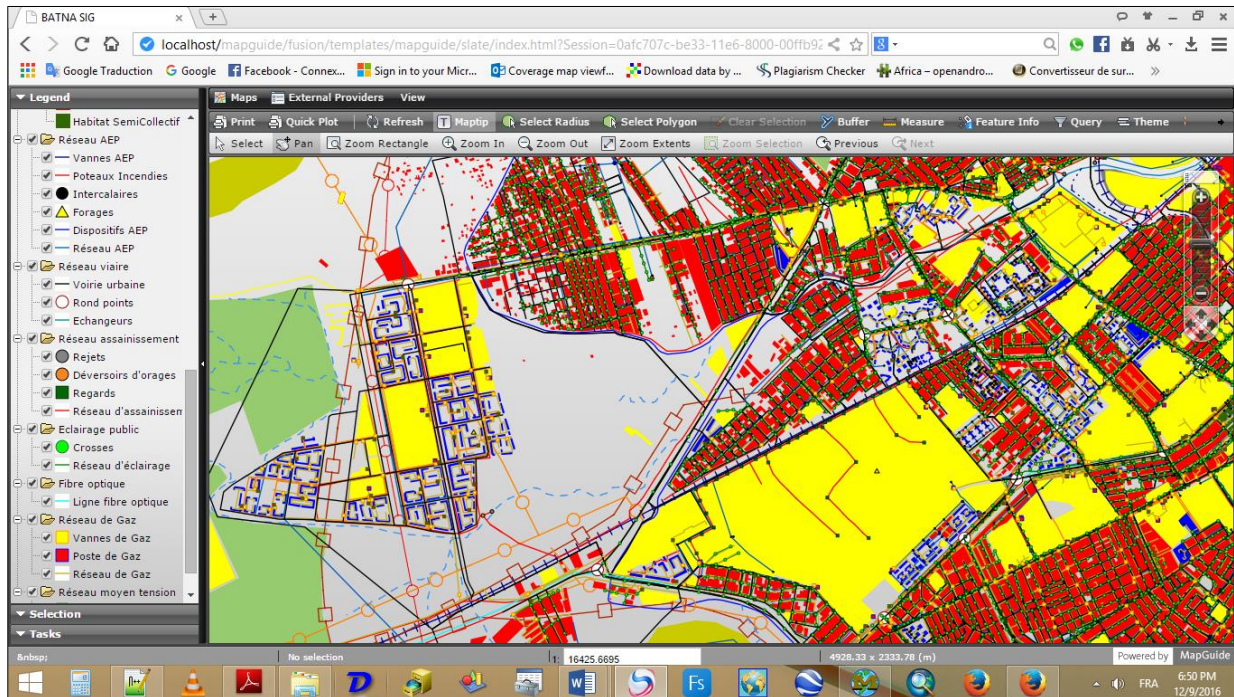 BATNA SIG
localhost/mapguide/fusion/templates/mapguide/slate/index.html?Session=0afc707c-be33-11e6-8000-00ffb92
Google Traduction Google Facebook - Connex... Sign in to your Micr... Coverage map viewf... Download data by ... Plagiarism Checker Africa – openandro... Convertisseur de sur... »
Legend
Maps External Providers View
Print Quick Plot Refresh Maptip Select Radius Select Polygon Clear Selection Buffer Measure Feature Info Query Theme
Select Pan Zoom Rectangle Zoom In Zoom Out Zoom Extents Zoom Selection Previous Next
Habitat SemiCollectif
Réseau AEP
Vannes AEP
Poteaux Incendies
Intercalaires
Forages
Dispositifs AEP
Réseau AEP
Réseau viaire
Voirie urbaine
Rond points
Echangeurs
Réseau assainissement
Rejets
Déversoirs d'orages
Regards
Réseau d'assainissem
Eclairage public
Crosses
Réseau d'éclairage
Fibre optique
Ligne fibre optique
Réseau de Gaz
Vannes de Gaz
Poste de Gaz
Réseau de Gaz
Réseau moyen tension
Selection
Tasks
&nbsp; No selection 1: 16425.6695 4928.33 x 2333.78 (m) Powered by MapGuide
FRA 6:50 PM
12/9/2016